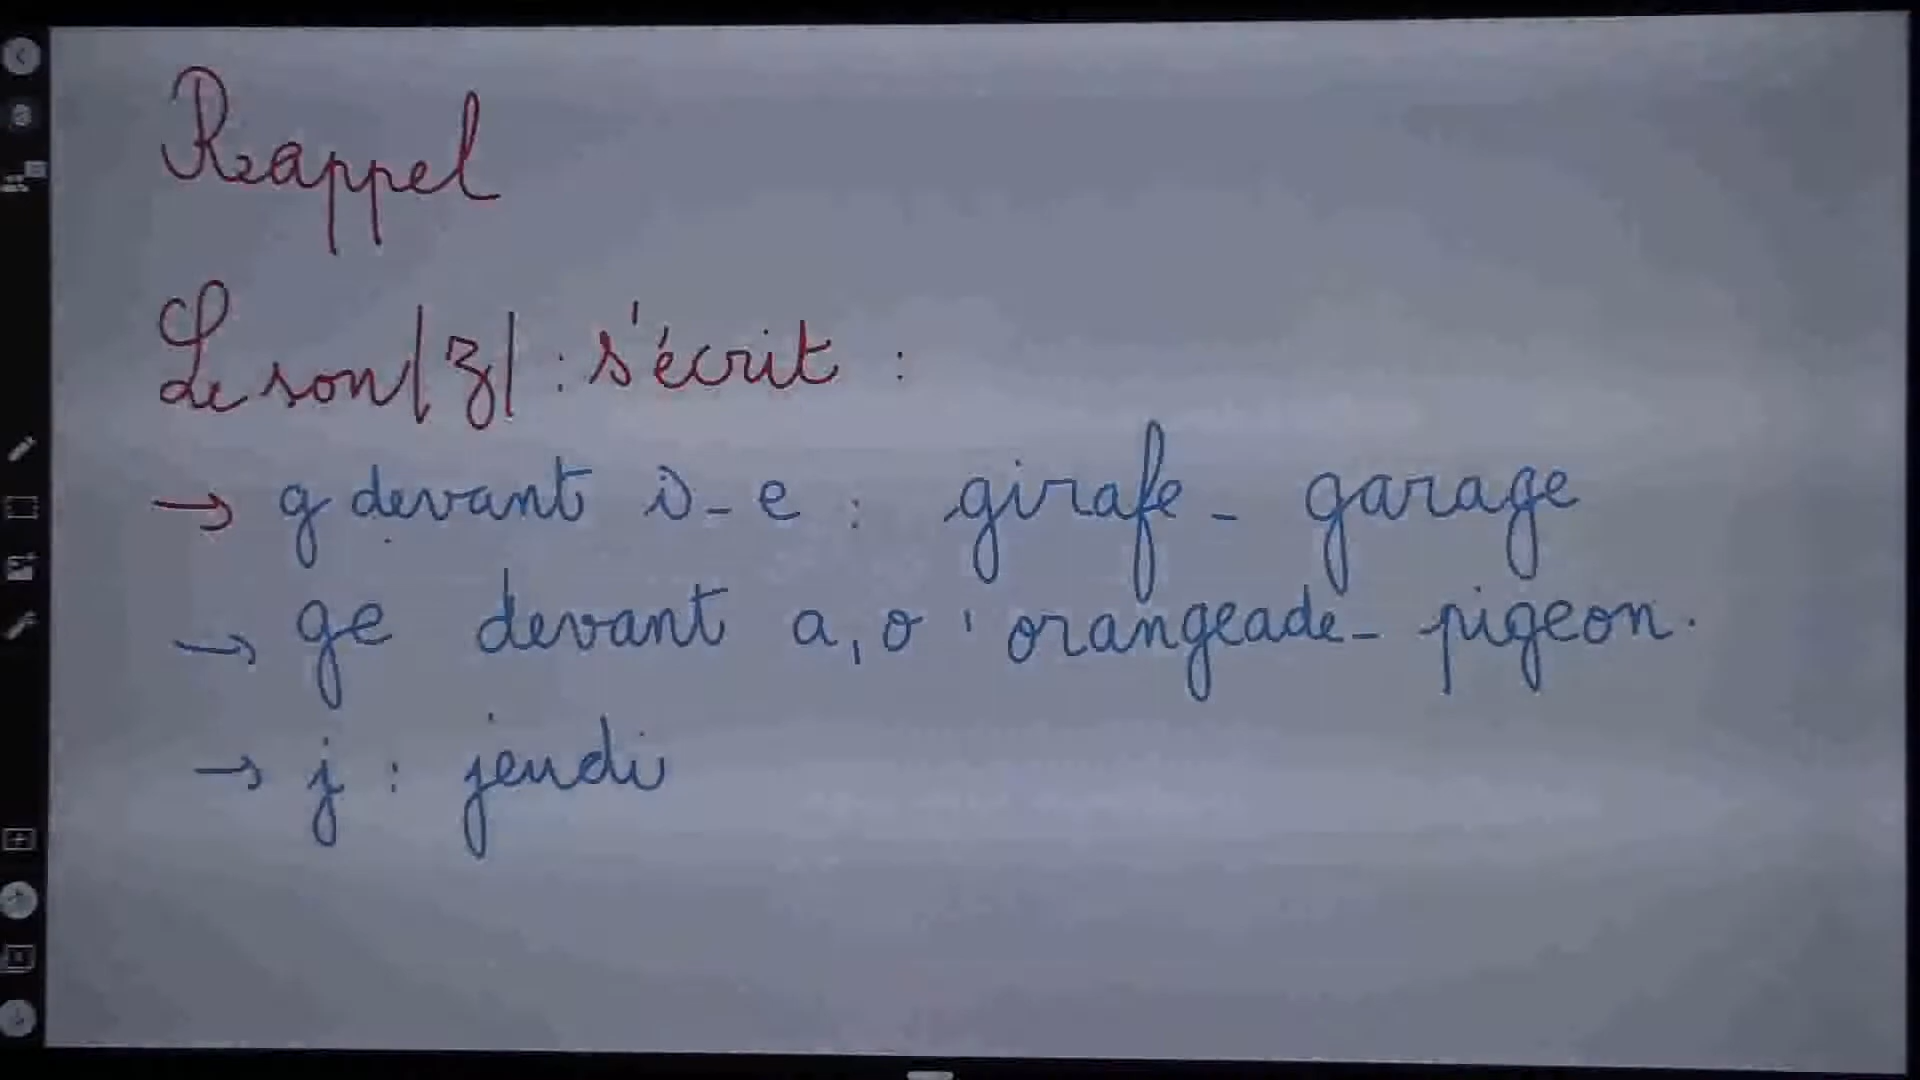 Rappel
Le son |ʒ| : s'écrit :
→ g devant i - e : girafe - garage
→ ge devant a, o : orangeade - pigeon.
→ j : jeudi